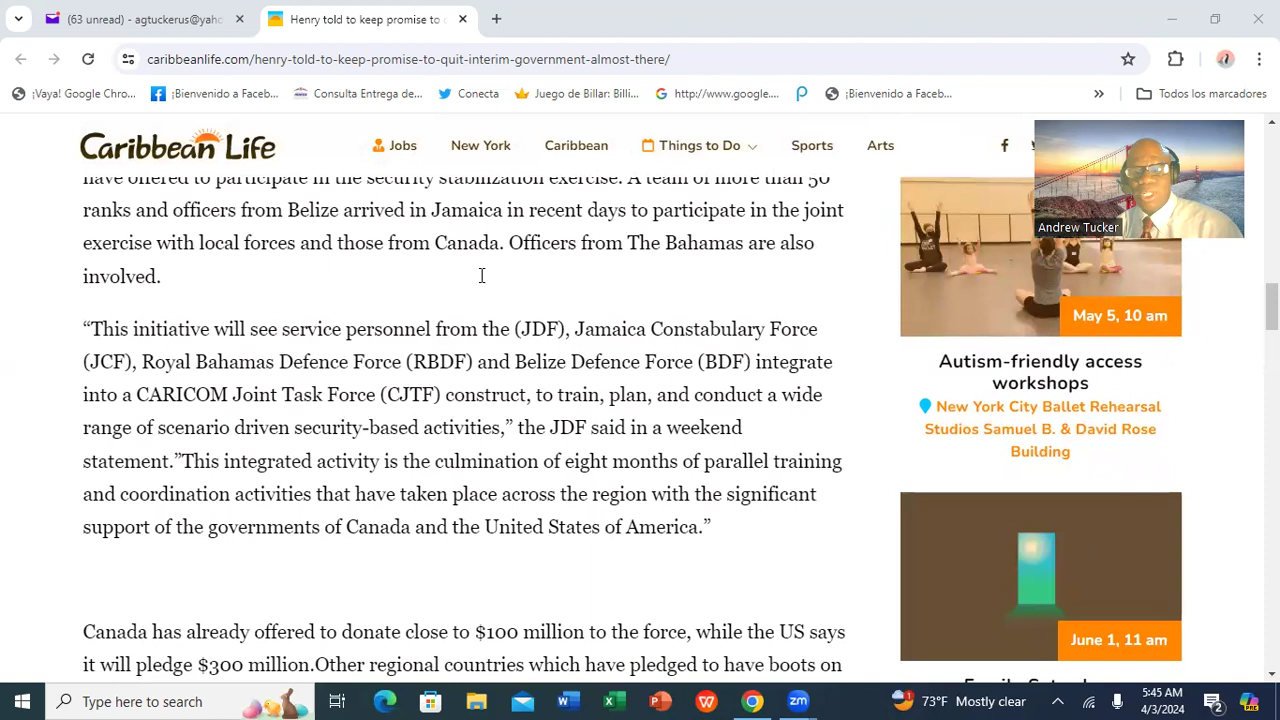 (63 unread) - agtuckerus@yaho
Henry told to keep promise to
caribbeanlife.com/henry-told-to-keep-promise-to-quit-interim-government-almost-there/
¡Vaya! Google Chro...
¡Bienvenido a Faceb...
Consulta Entrega de...
Conecta
Juego de Billar: Billi...
http://www.google....
¡Bienvenido a Faceb...
»
Todos los marcadores
Caribbean Life
Jobs
New York
Caribbean
Things to Do
Sports
Arts
have offered to participate in the security stabilization exercise. A team of more than 50
ranks and officers from Belize arrived in Jamaica in recent days to participate in the joint
exercise with local forces and those from Canada. Officers from The Bahamas are also
involved.
“This initiative will see service personnel from the (JDF), Jamaica Constabulary Force
(JCF), Royal Bahamas Defence Force (RBDF) and Belize Defence Force (BDF) integrate
into a CARICOM Joint Task Force (CJTF) construct, to train, plan, and conduct a wide
range of scenario driven security-based activities,” the JDF said in a weekend
statement.”This integrated activity is the culmination of eight months of parallel training
and coordination activities that have taken place across the region with the significant
support of the governments of Canada and the United States of America.”
Canada has already offered to donate close to $100 million to the force, while the US says
it will pledge $300 million.Other regional countries which have pledged to have boots on
Andrew Tucker
May 5, 10 am
Autism-friendly access
workshops
New York City Ballet Rehearsal
Studios Samuel B. & David Rose
Building
June 1, 11 am
Type here to search
73°F Mostly clear
5:45 AM
4/3/2024
2